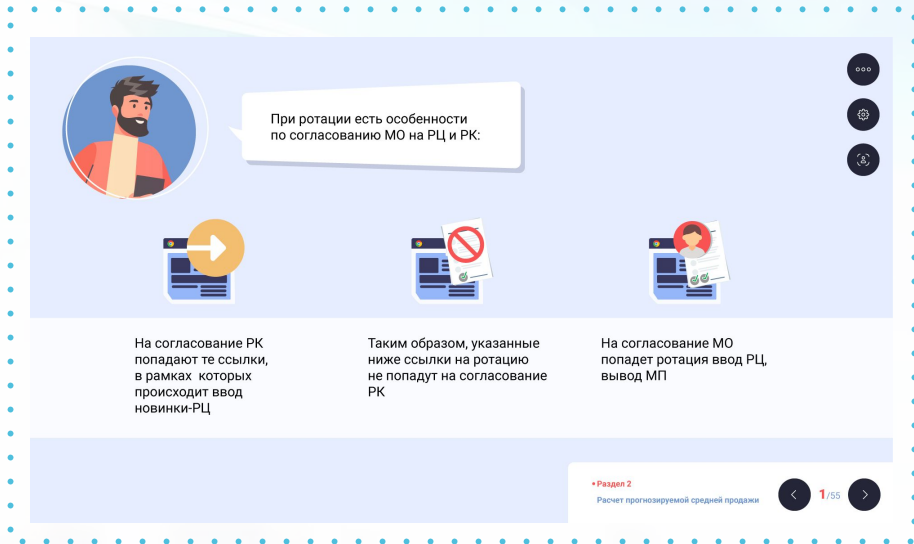 При ротации есть особенности
по согласованию МО на РЦ и РК:
На согласование РК
попадают те ссылки,
в рамках которых
происходит ввод
новинки-РЦ
Таким образом, указанные
ниже ссылки на ротацию
не попадут на согласование
РК
На согласование МО
попадет ротация ввод РЦ,
вывод МП
Раздел 2
Расчет прогнозируемой средней продажи
1/55